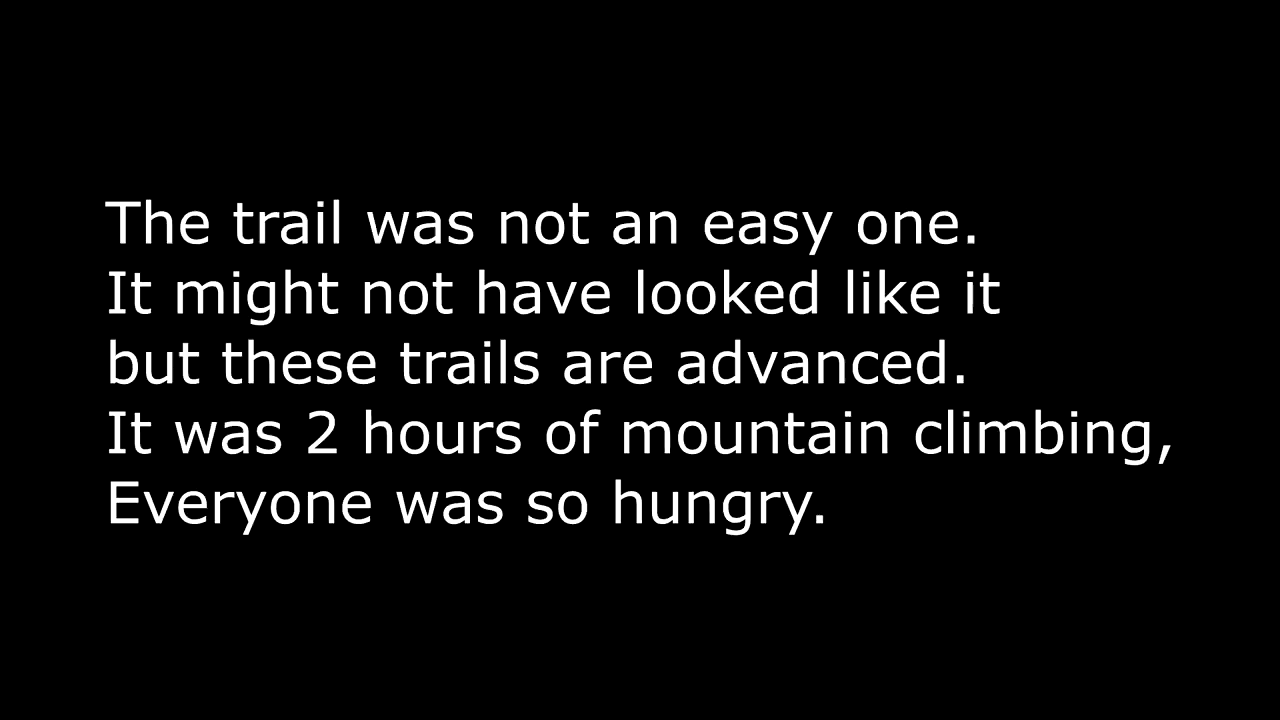 The trail was not an easy one.
It might not have looked like it
but these trails are advanced.
It was 2 hours of mountain climbing,
Everyone was so hungry.